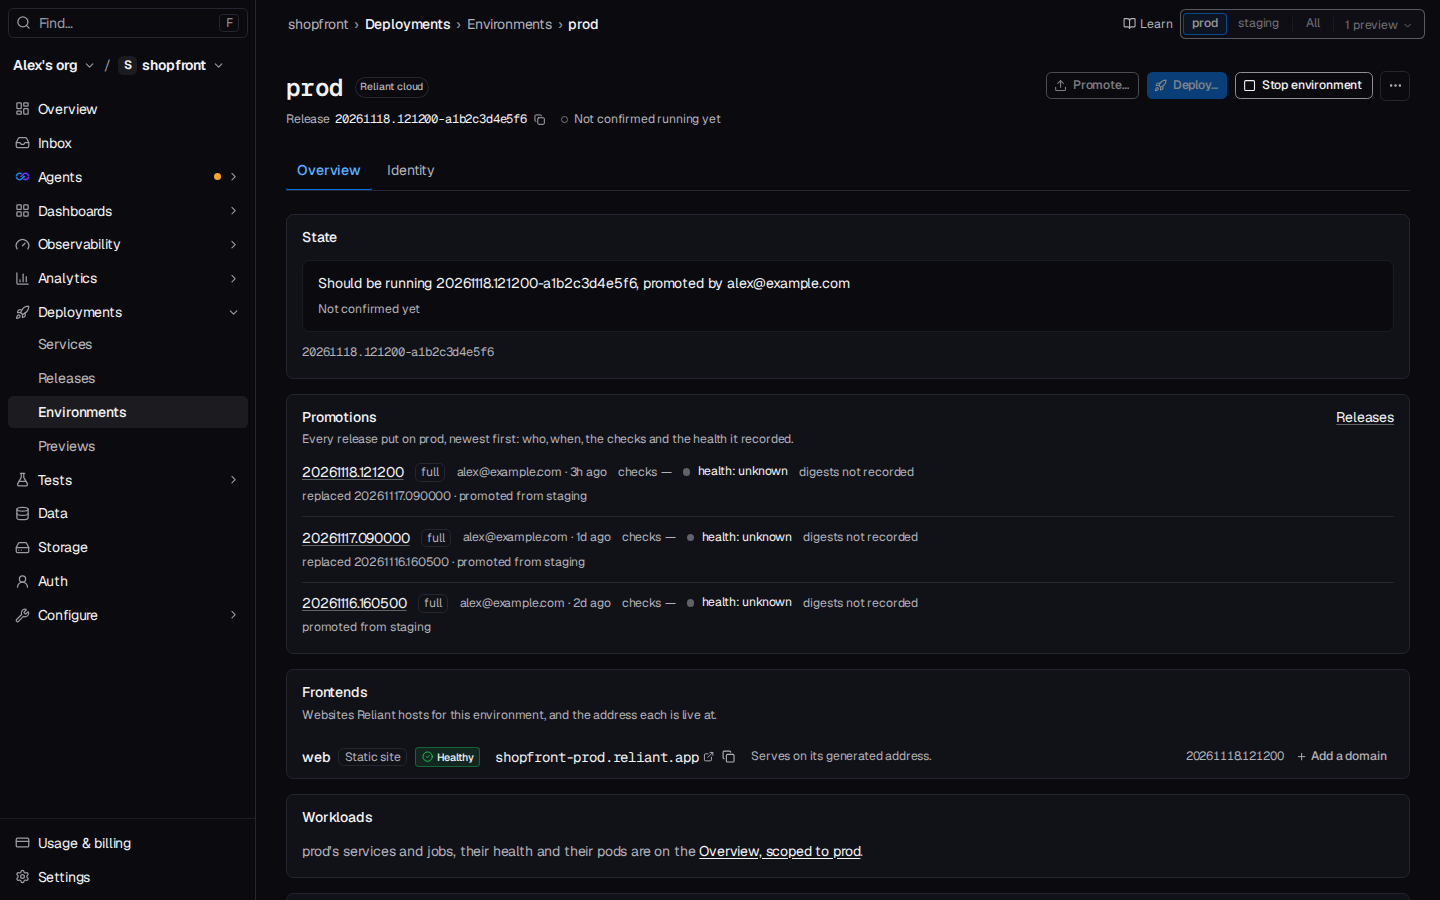 Find...
F
Alex's org / S shopfront
Overview
Inbox
Agents
Dashboards
Observability
Analytics
Deployments
Services
Releases
Environments
Previews
Tests
Data
Storage
Auth
Configure
Usage & billing
Settings
shopfront › Deployments › Environments › prod
Learn
prod staging All 1 preview
prod Reliant cloud
Promote... Deploy... Stop environment
Release 20261118.121200-a1b2c3d4e5f6 Not confirmed running yet
Overview Identity
State
Should be running 20261118.121200-a1b2c3d4e5f6, promoted by alex@example.com
Not confirmed yet
20261118.121200-a1b2c3d4e5f6
Promotions Releases
Every release put on prod, newest first: who, when, the checks and the health it recorded.
20261118.121200 full alex@example.com · 3h ago checks — health: unknown digests not recorded
replaced 20261117.090000 · promoted from staging
20261117.090000 full alex@example.com · 1d ago checks — health: unknown digests not recorded
replaced 20261116.160500 · promoted from staging
20261116.160500 full alex@example.com · 2d ago checks — health: unknown digests not recorded
promoted from staging
Frontends
Websites Reliant hosts for this environment, and the address each is live at.
web Static site Healthy shopfront-prod.reliant.app Serves on its generated address. 20261118.121200 + Add a domain
Workloads
prod's services and jobs, their health and their pods are on the Overview, scoped to prod.